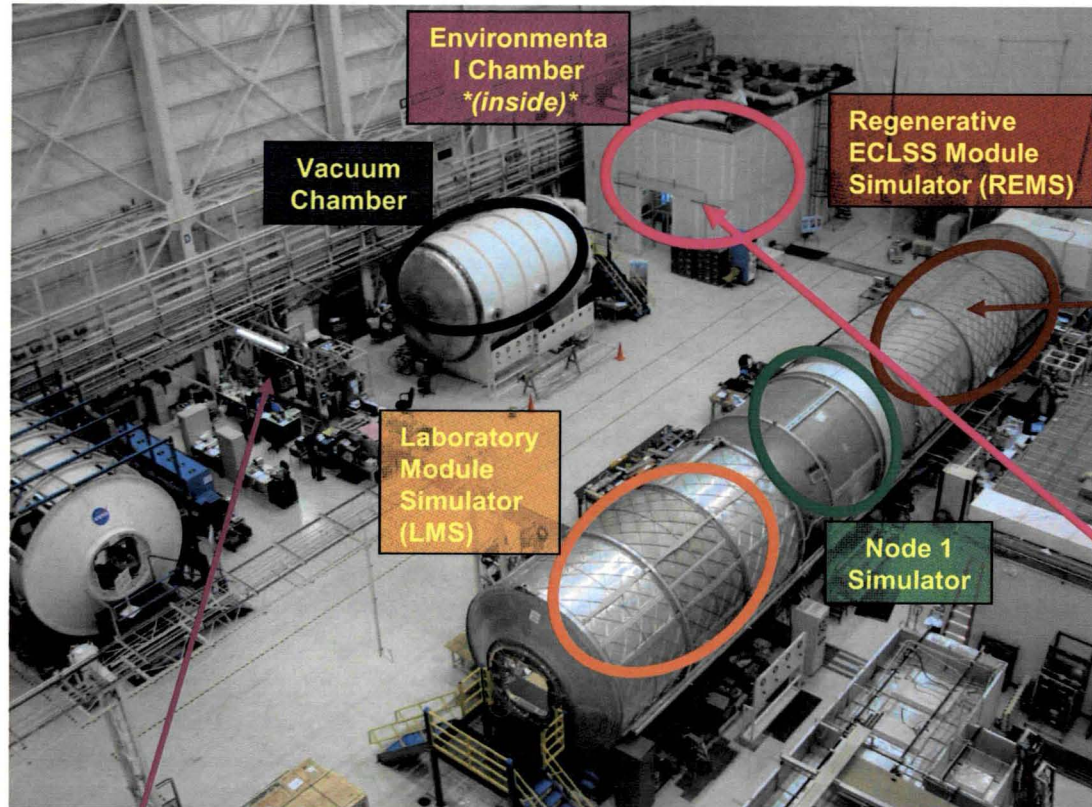 Environmenta
l Chamber
*(inside)*
Regenerative
ECLSS Module
Simulator (REMS)
Vacuum
Chamber
Laboratory
Module
Simulator
(LMS)
Node 1
Simulator